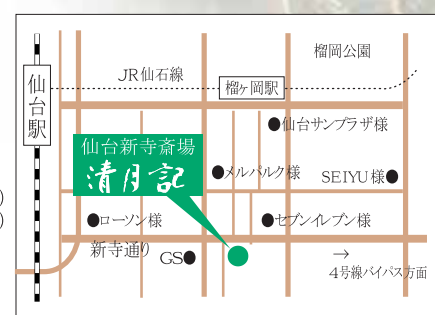 榴岡公園
JR仙石線
榴ヶ岡駅
仙台駅
仙台サンプラザ様
仙台新寺斎場
清月記
メルパルク様
SEIYU様
)
)
ローソン様
セブンイレブン様
新寺通り
GS
→
4号線バイパス方面